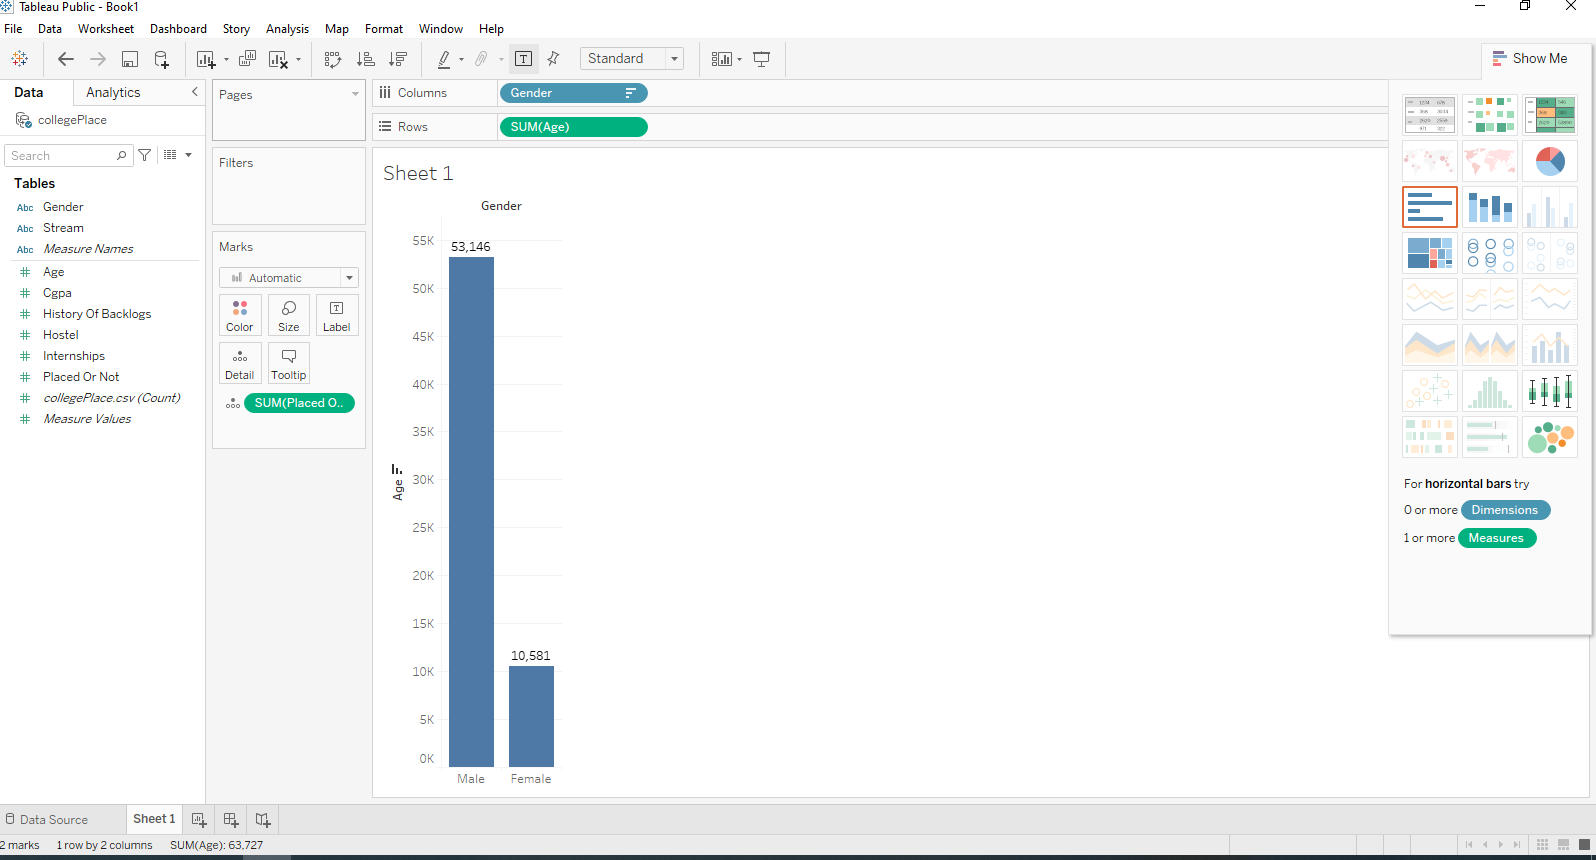 Tableau Public - Book1
File Data Worksheet Dashboard Story Analysis Map Format Window Help
T Standard Show Me
Data Analytics
collegePlace
Search
Tables
Abc Gender
Abc Stream
Abc Measure Names
# Age
# Cgpa
# History Of Backlogs
# Hostel
# Internships
# Placed Or Not
# collegePlace.csv (Count)
# Measure Values
Pages
Filters
Marks
Automatic
Color Size Label
Detail Tooltip
SUM(Placed O..
Columns Gender
Rows SUM(Age)
Sheet 1
Gender
55K
50K
45K
40K
35K
30K
25K
20K
15K
10K
5K
0K
Age
53,146
10,581
Male Female
For horizontal bars try
0 or more Dimensions
1 or more Measures
Data Source Sheet 1
2 marks 1 row by 2 columns SUM(Age): 63,727